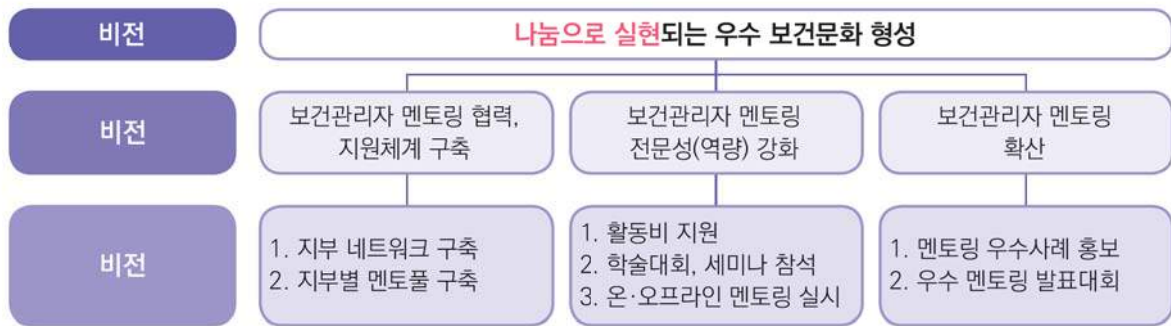 비전
나눔으로 실현되는 우수 보건문화 형성
비전
보건관리자 멘토링 협력,
지원체계 구축
보건관리자 멘토링
전문성(역량) 강화
보건관리자 멘토링
확산
비전
1. 지부 네트워크 구축
2. 지부별 멘토풀 구축
1. 활동비 지원
2. 학술대회, 세미나 참석
3. 온·오프라인 멘토링 실시
1. 멘토링 우수사례 홍보
2. 우수 멘토링 발표대회